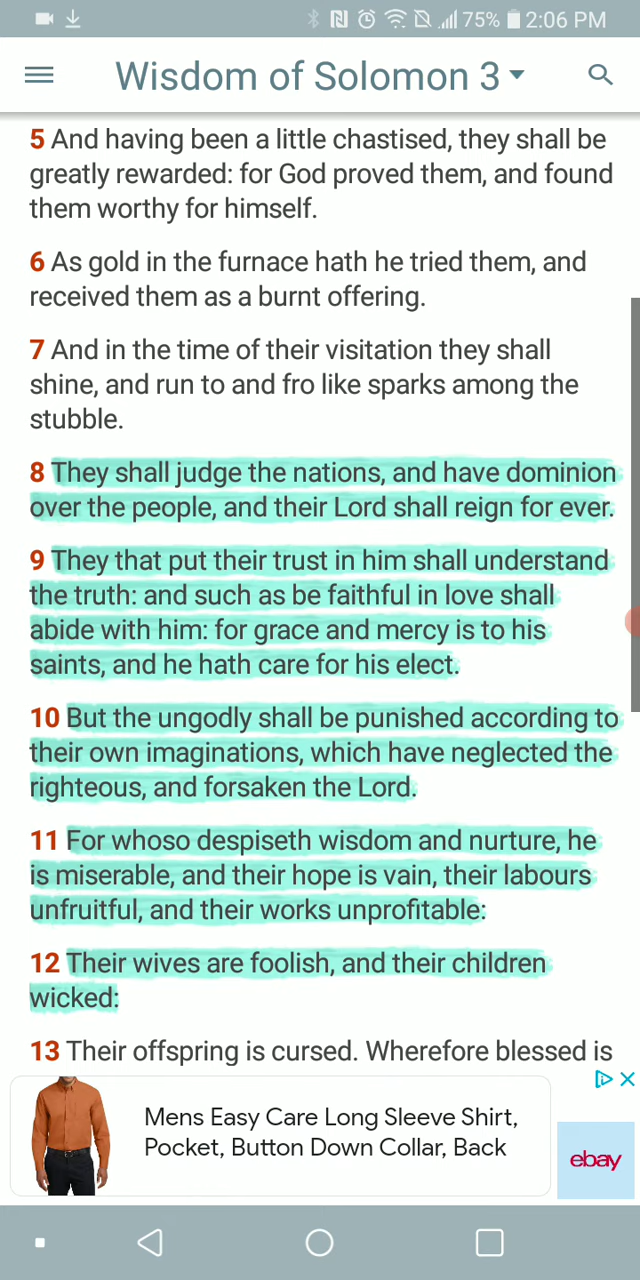 75% 2:06 PM
Wisdom of Solomon 3
5 And having been a little chastised, they shall be
greatly rewarded: for God proved them, and found
them worthy for himself.
6 As gold in the furnace hath he tried them, and
received them as a burnt offering.
7 And in the time of their visitation they shall
shine, and run to and fro like sparks among the
stubble.
8 They shall judge the nations, and have dominion
over the people, and their Lord shall reign for ever.
9 They that put their trust in him shall understand
the truth: and such as be faithful in love shall
abide with him: for grace and mercy is to his
saints, and he hath care for his elect.
10 But the ungodly shall be punished according to
their own imaginations, which have neglected the
righteous, and forsaken the Lord.
11 For whoso despiseth wisdom and nurture, he
is miserable, and their hope is vain, their labours
unfruitful, and their works unprofitable:
12 Their wives are foolish, and their children
wicked:
13 Their offspring is cursed. Wherefore blessed is
Mens Easy Care Long Sleeve Shirt,
Pocket, Button Down Collar, Back
ebay